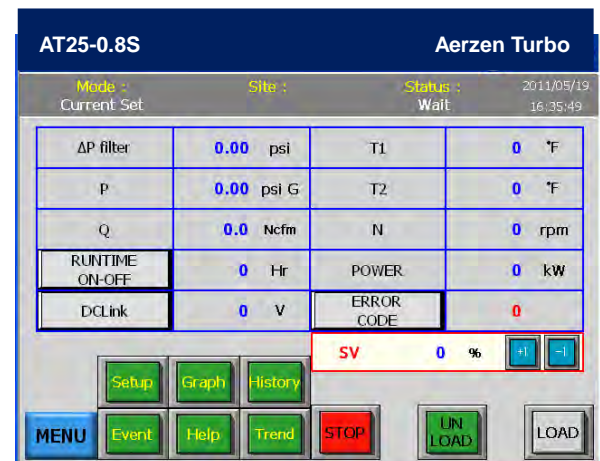 AT25-0.8S Aerzen Turbo
Mode : Site : Status : 2011/05/19
Current Set Wait 16:35:49
ΔP filter 0.00 psi T1 0 °F
P 0.00 psi G T2 0 °F
Q 0.0 Ncfm N 0 rpm
RUNTIME
ON-OFF 0 Hr POWER 0 kW
DCLink 0 V ERROR
CODE 0
SV 0 % +1 -1
Setup Graph History
MENU Event Help Trend STOP UN
LOAD LOAD